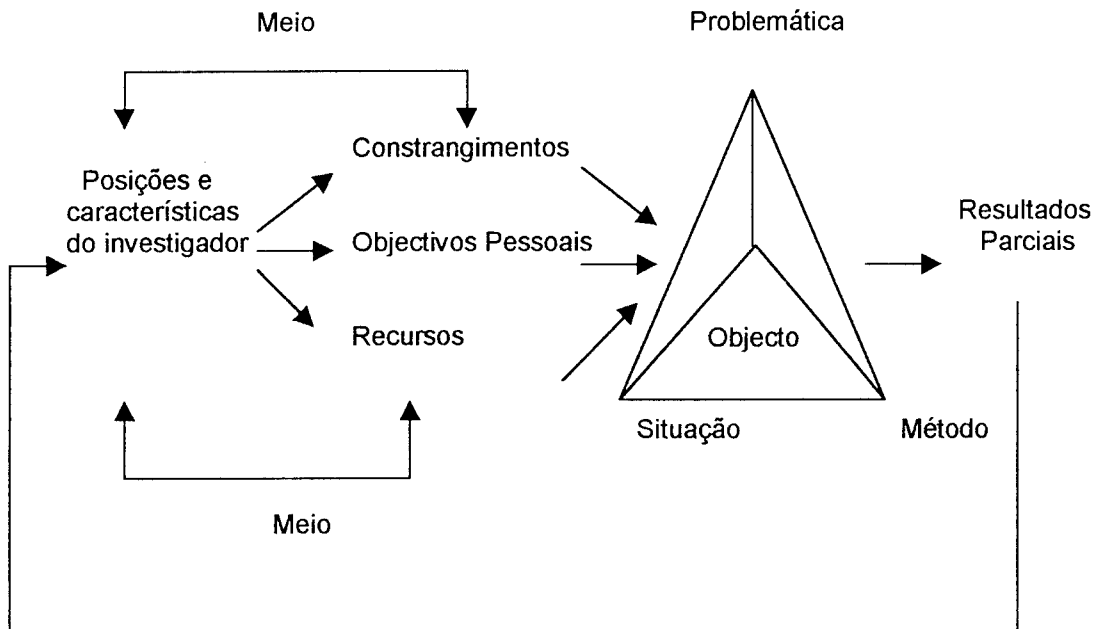 Meio
Problemática
Constrangimentos
Posições e
características
do investigador
Objectivos Pessoais
Recursos
Objecto
Situação
Método
Resultados
Parciais
Meio